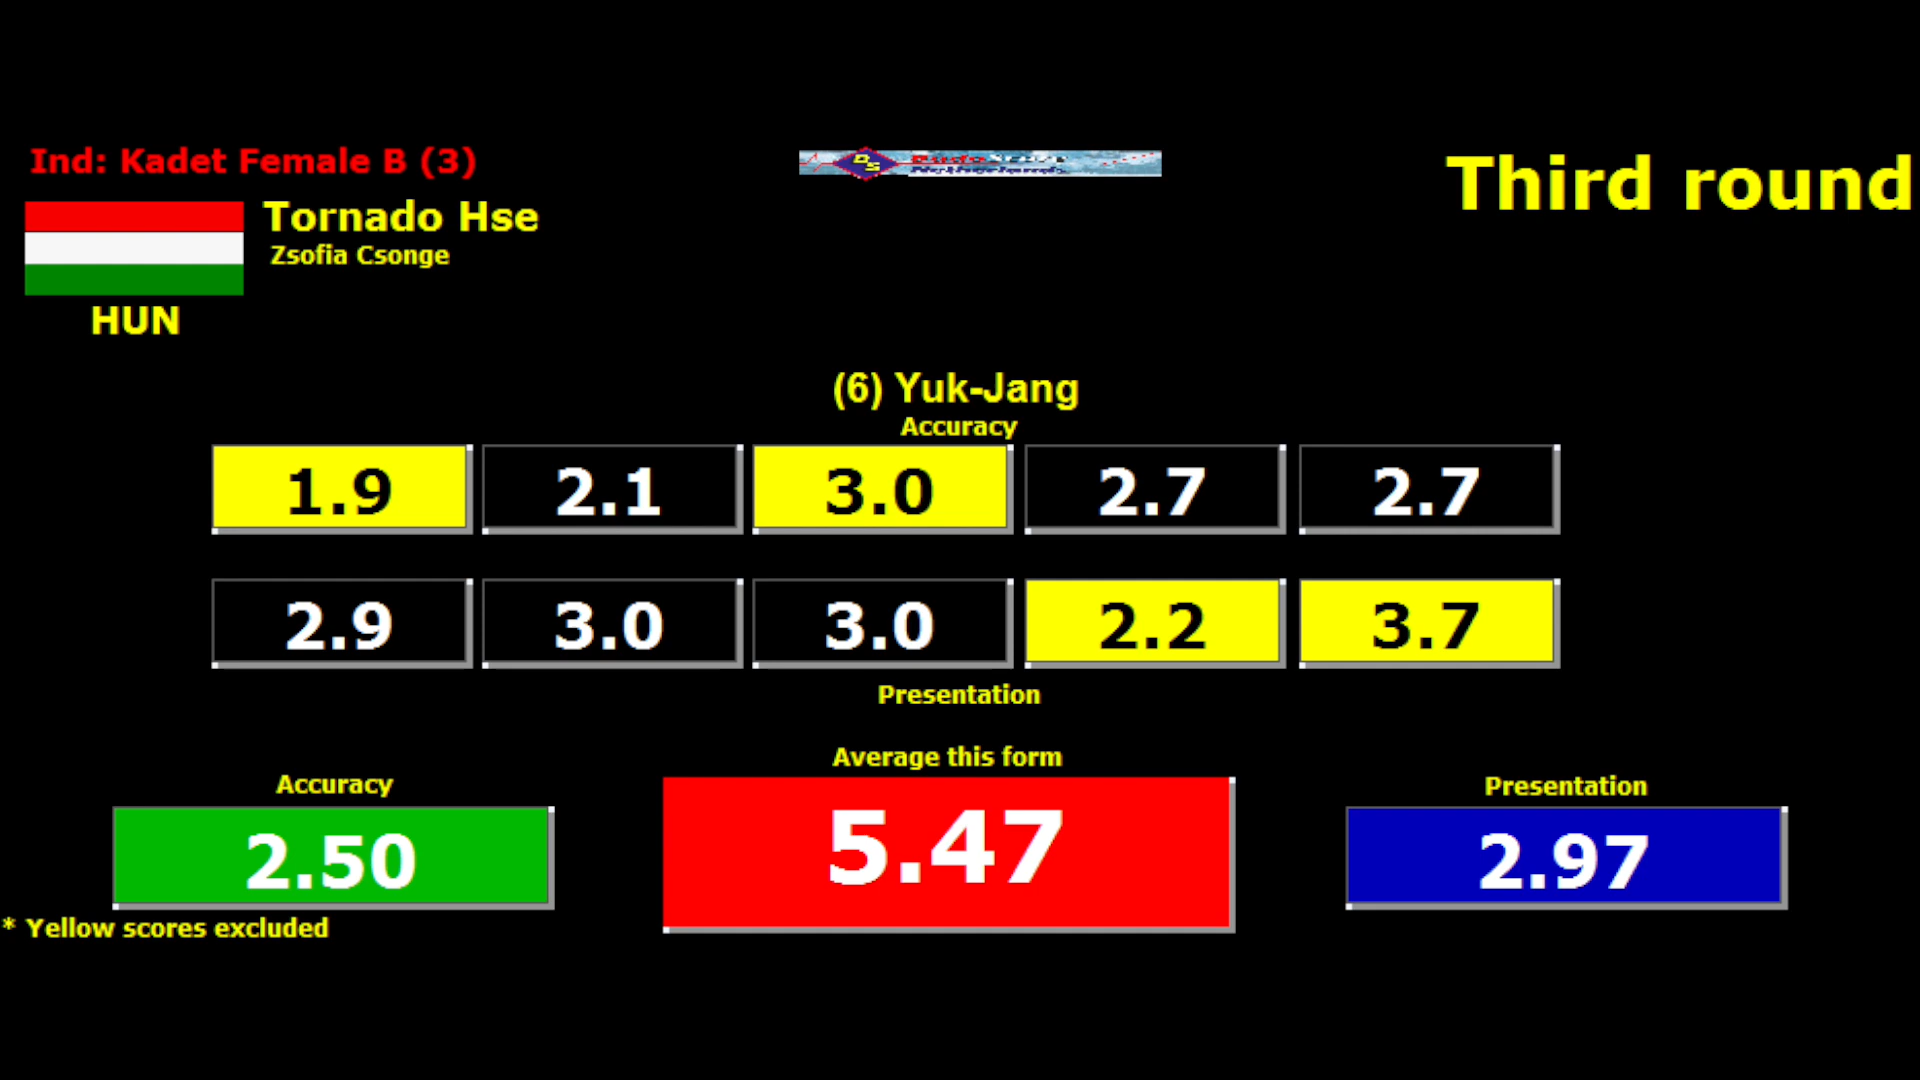 Ind: Kadet Female B (3)
Third round
Tornado Hse
Zsofia Csonge
HUN
(6) Yuk-Jang
Accuracy
1.9 2.1 3.0 2.7 2.7
2.9 3.0 3.0 2.2 3.7
Presentation
Average this form
Accuracy
Presentation
2.50 5.47 2.97
* Yellow scores excluded